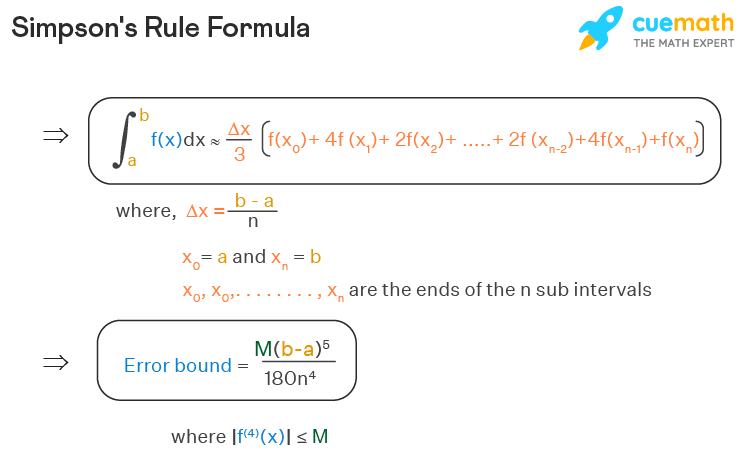 Simpson's Rule Formula
cuemath
THE MATH EXPERT
⇒ ∫ₐᵇ f(x)dx ≈ Δx/3 (f(x₀)+ 4f (x₁)+ 2f(x₂)+ .....+ 2f (xₙ₋₂)+4f(xₙ₋₁)+f(xₙ))
where, Δx = b - a/n
x₀= a and xₙ = b
x₀, x₀,. . . . . . . . , xₙ are the ends of the n sub intervals
⇒ Error bound = M(b-a)⁵/180n⁴
where |f⁽⁴⁾(x)| ≤ M